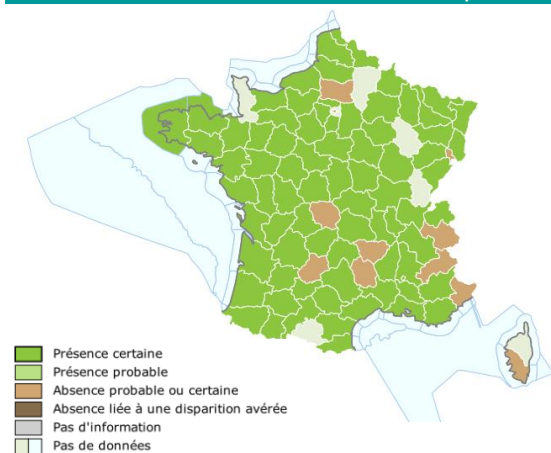 Présence certaine
Présence probable
Absence probable ou certaine
Absence liée à une disparition avérée
Pas d'information
Pas de données